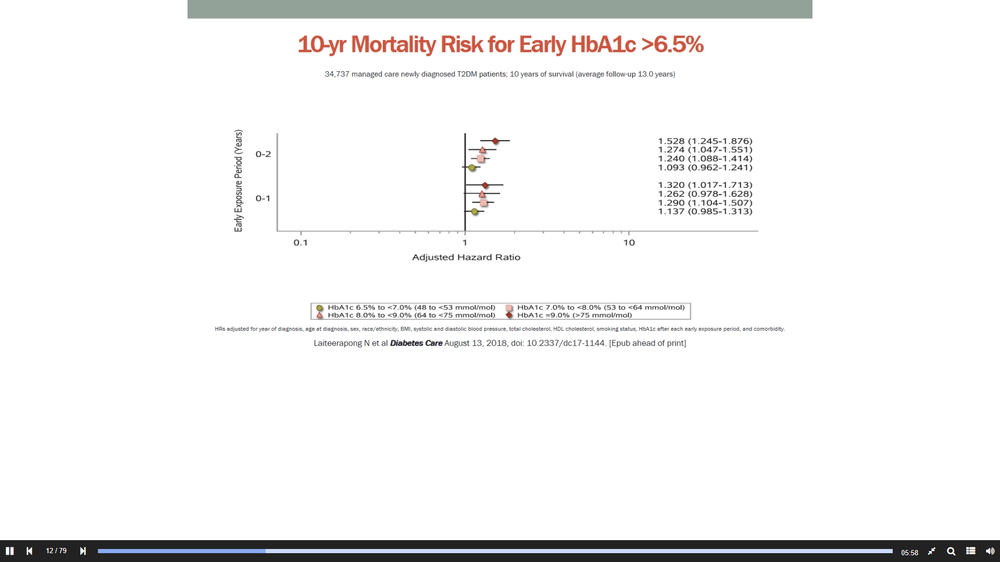 10-yr Mortality Risk for Early HbA1c >6.5%
34,737 managed care newly diagnosed T2DM patients; 10 years of survival (average follow-up 13.0 years)
Early Exposure Period (Years)
0-2
1.528 (1.245-1.876)
1.274 (1.047-1.551)
1.240 (1.088-1.414)
1.093 (0.962-1.241)
0-1
1.320 (1.017-1.713)
1.262 (0.978-1.628)
1.290 (1.104-1.507)
1.137 (0.985-1.313)
0.1 1 10
Adjusted Hazard Ratio
HbA1c 6.5% to <7.0% (48 to <53 mmol/mol) HbA1c 7.0% to <8.0% (53 to <64 mmol/mol)
HbA1c 8.0% to <9.0% (64 to <75 mmol/mol) HbA1c =9.0% (>75 mmol/mol)
HRs adjusted for year of diagnosis, age at diagnosis, sex, race/ethnicity, BMI, systolic and diastolic blood pressure, total cholesterol, HDL cholesterol, smoking status, HbA1c after each early exposure period, and comorbidity.
Laiteerapong N et al Diabetes Care August 13, 2018, doi: 10.2337/dc17-1144. [Epub ahead of print]
12 / 79
05:58